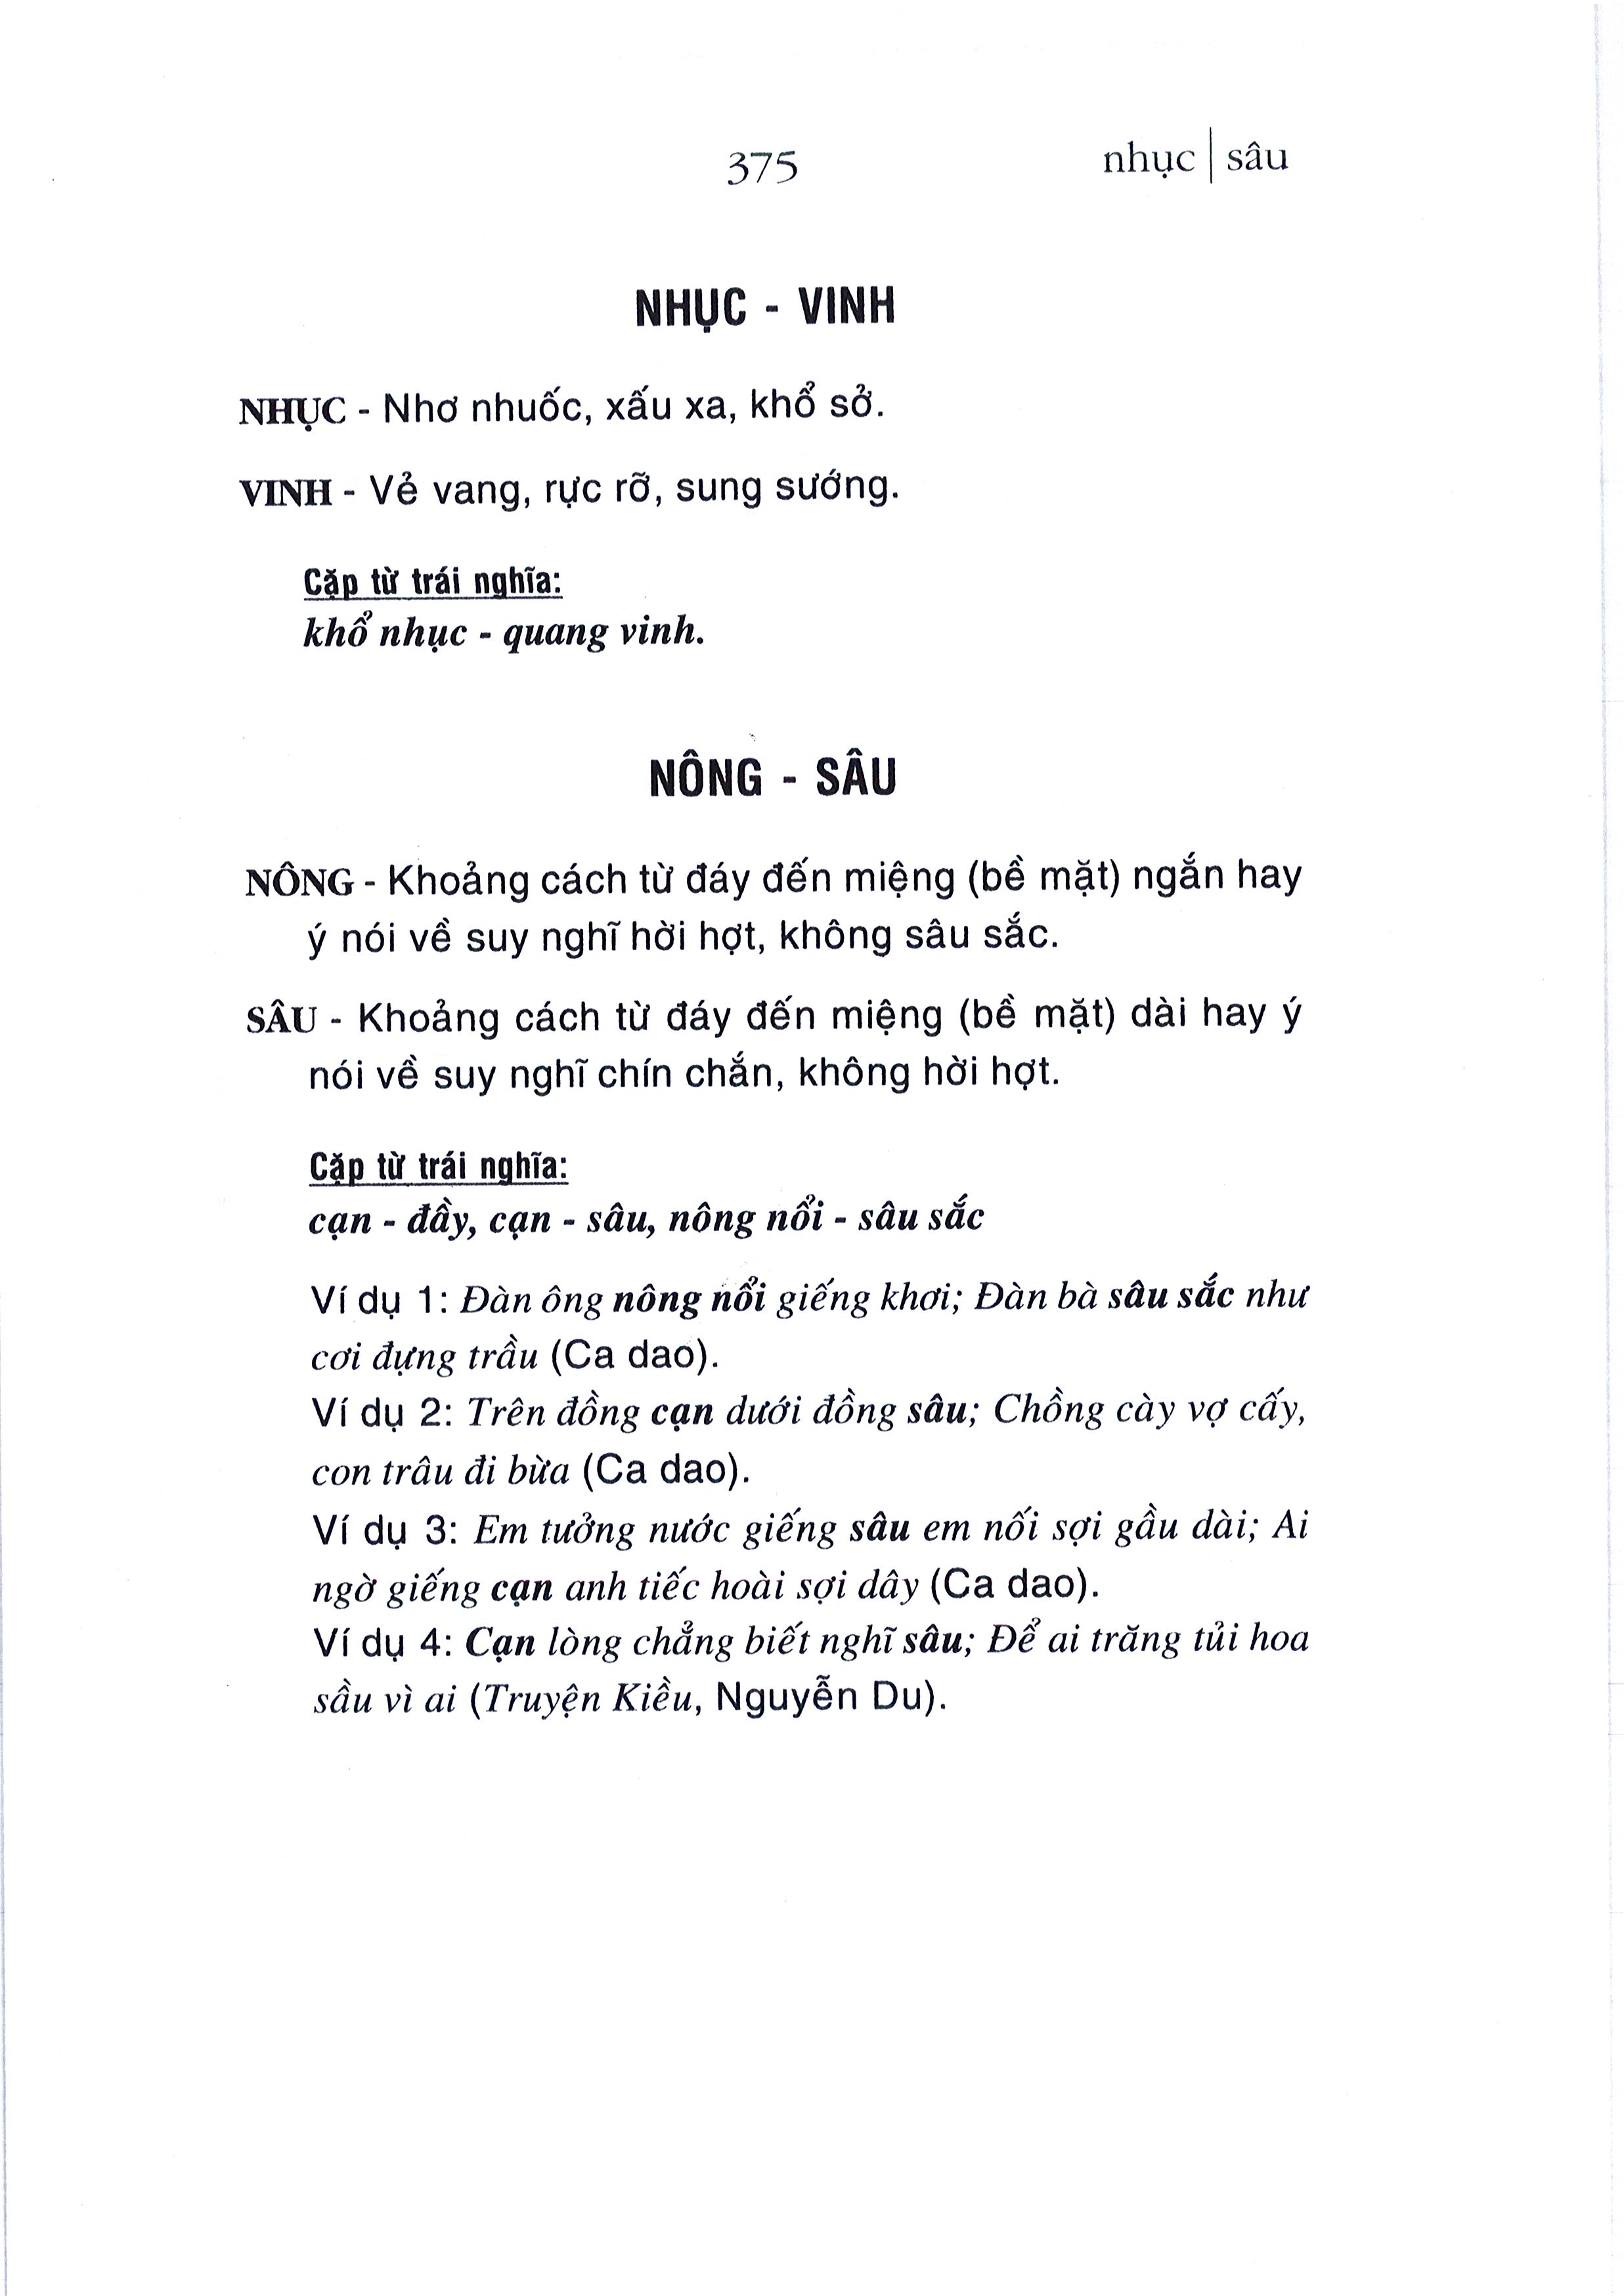 375
nhục | sâu
NHỤC - VINH
NHỤC - Nhơ nhuốc, xấu xa, khổ sở.
VINH - Vẻ vang, rực rỡ, sung sướng.
Cặp từ trái nghĩa:
khổ nhục - quang vinh.
NÔNG - SÂU
NÔNG - Khoảng cách từ đáy đến miệng (bề mặt) ngắn hay
ý nói về suy nghĩ hời hợt, không sâu sắc.
SÂU - Khoảng cách từ đáy đến miệng (bề mặt) dài hay ý
nói về suy nghĩ chín chắn, không hời hợt.
Cặp từ trái nghĩa:
cạn - đầy, cạn - sâu, nông nổi - sâu sắc
Ví dụ 1: Đàn ông nông nổi giếng khơi; Đàn bà sâu sắc như
cơi đựng trầu (Ca dao).
Ví dụ 2: Trên đồng cạn dưới đồng sâu; Chồng cày vợ cấy,
con trâu đi bừa (Ca dao).
Ví dụ 3: Em tưởng nước giếng sâu em nối sợi gầu dài; Ai
ngờ giếng cạn anh tiếc hoài sợi dây (Ca dao).
Ví dụ 4: Cạn lòng chẳng biết nghĩ sâu; Để ai trăng tủi hoa
sầu vì ai (Truyện Kiều, Nguyễn Du).